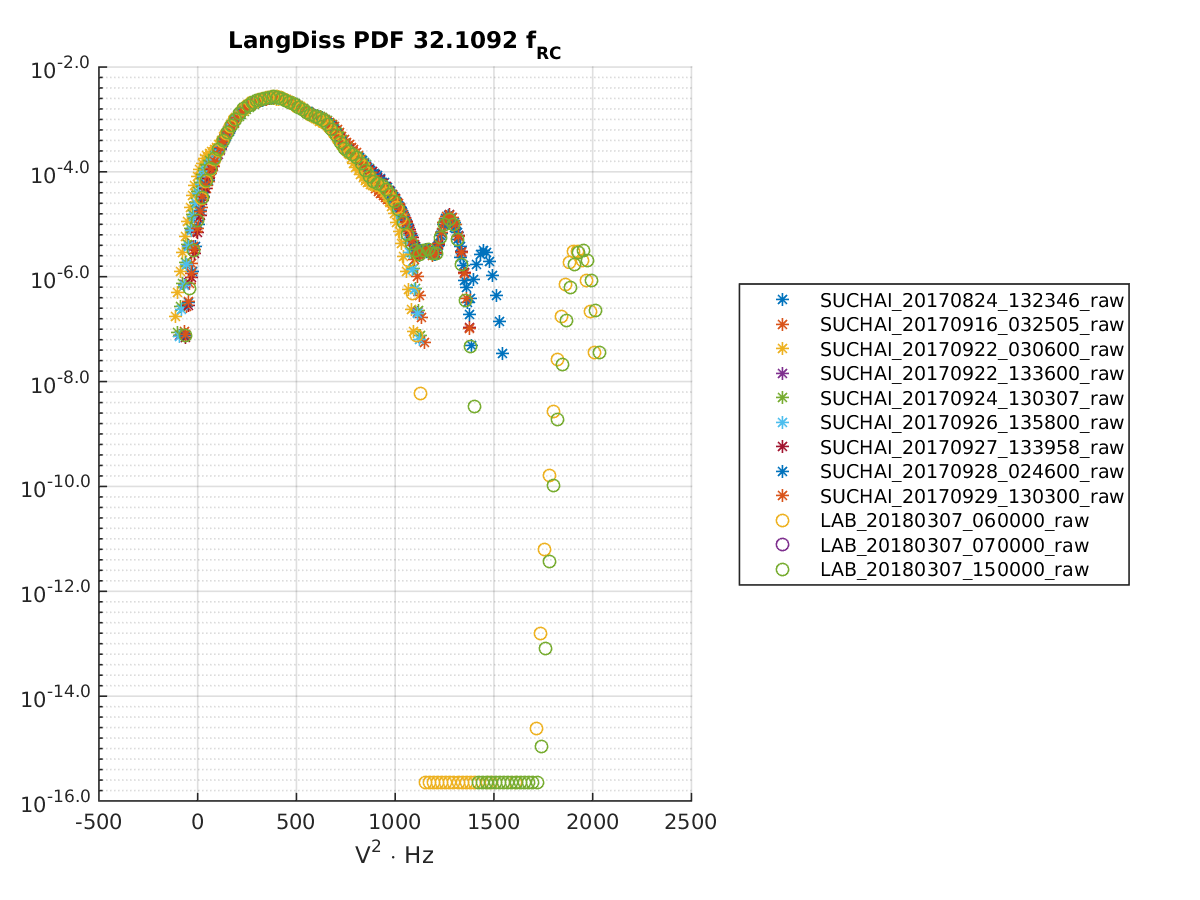 LangDiss PDF 32.1092 f_RC
10^-2.0
10^-4.0
10^-6.0
10^-8.0
10^-10.0
10^-12.0
10^-14.0
10^-16.0
-500 0 500 1000 1500 2000 2500
V^2 · Hz
SUCHAI_20170824_132346_raw
SUCHAI_20170916_032505_raw
SUCHAI_20170922_030600_raw
SUCHAI_20170922_133600_raw
SUCHAI_20170924_130307_raw
SUCHAI_20170926_135800_raw
SUCHAI_20170927_133958_raw
SUCHAI_20170928_024600_raw
SUCHAI_20170929_130300_raw
LAB_20180307_060000_raw
LAB_20180307_070000_raw
LAB_20180307_150000_raw